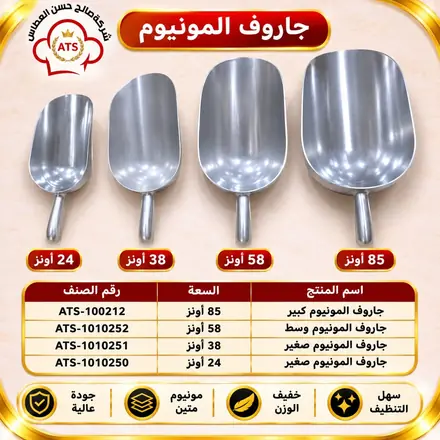 جاروف المونيوم
شركة صالح حسن العطاس
ATS
24 أونز
38 أونز
58 أونز
85 أونز
اسم المنتج السعة رقم الصنف
جاروف المونيوم كبير 85 أونز ATS-100212
جاروف المونيوم وسط 58 أونز ATS-1010252
جاروف المونيوم صغير 38 أونز ATS-1010251
جاروف المونيوم صغير 24 أونز ATS-1010250
سهل التنظيف
خفيف الوزن
مونيوم متين
جودة عالية